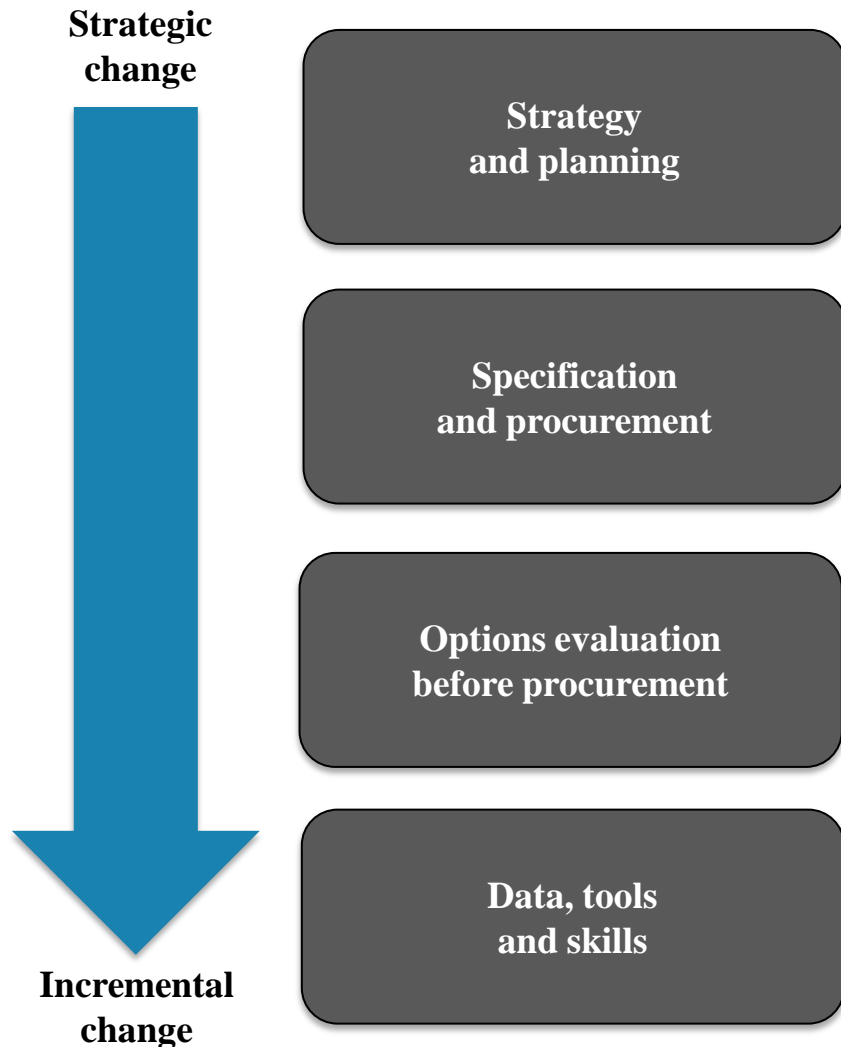 Strategic
change
Strategy
and planning
Specification
and procurement
Options evaluation
before procurement
Data, tools
and skills
Incremental
change